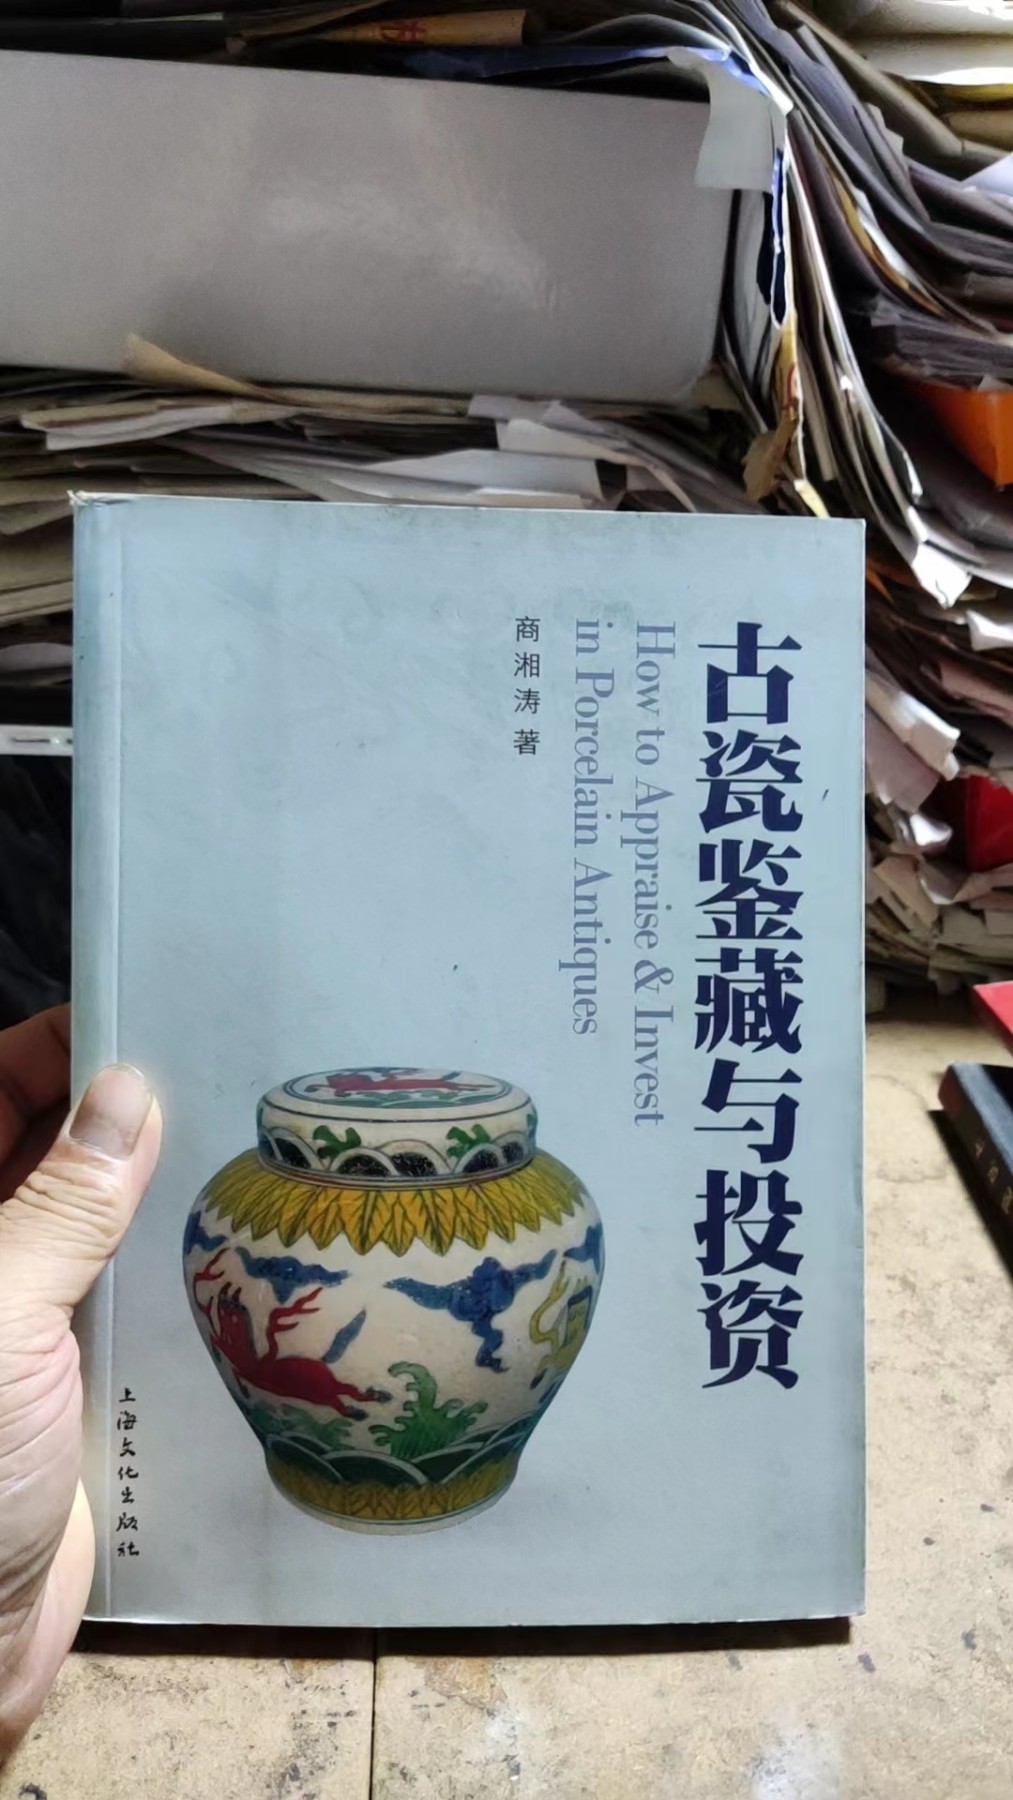 古瓷鉴藏与投资
How to Appraise & Invest
in Porcelain Antiques
商湘涛 著
上海文化出版社